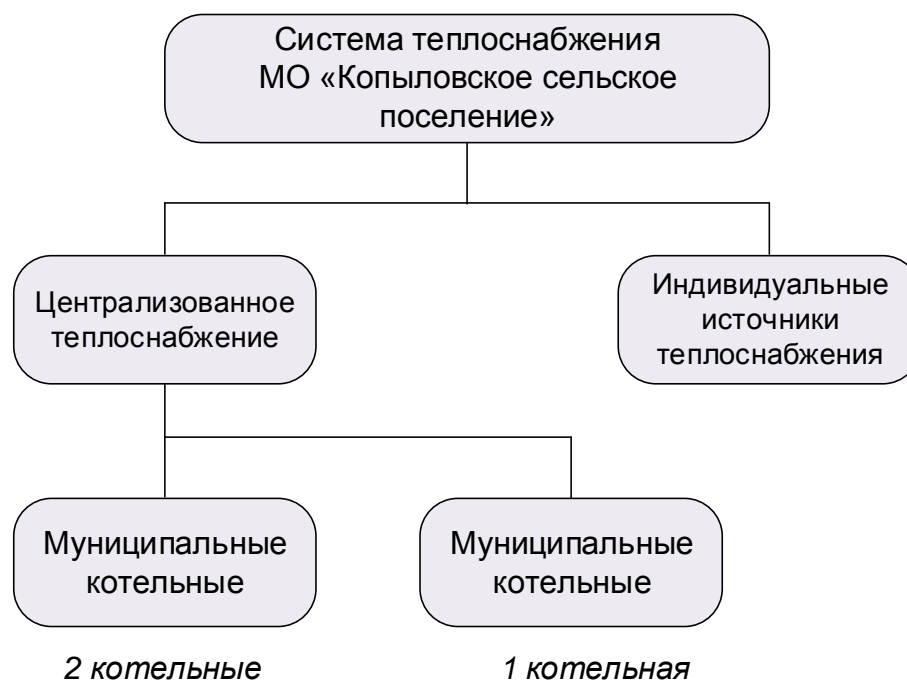 Система теплоснабжения
МО «Копыловское сельское
поселение»
Централизованное
теплоснабжение
Индивидуальные
источники
теплоснабжения
Муниципальные
котельные
Муниципальные
котельные
2 котельные
1 котельная